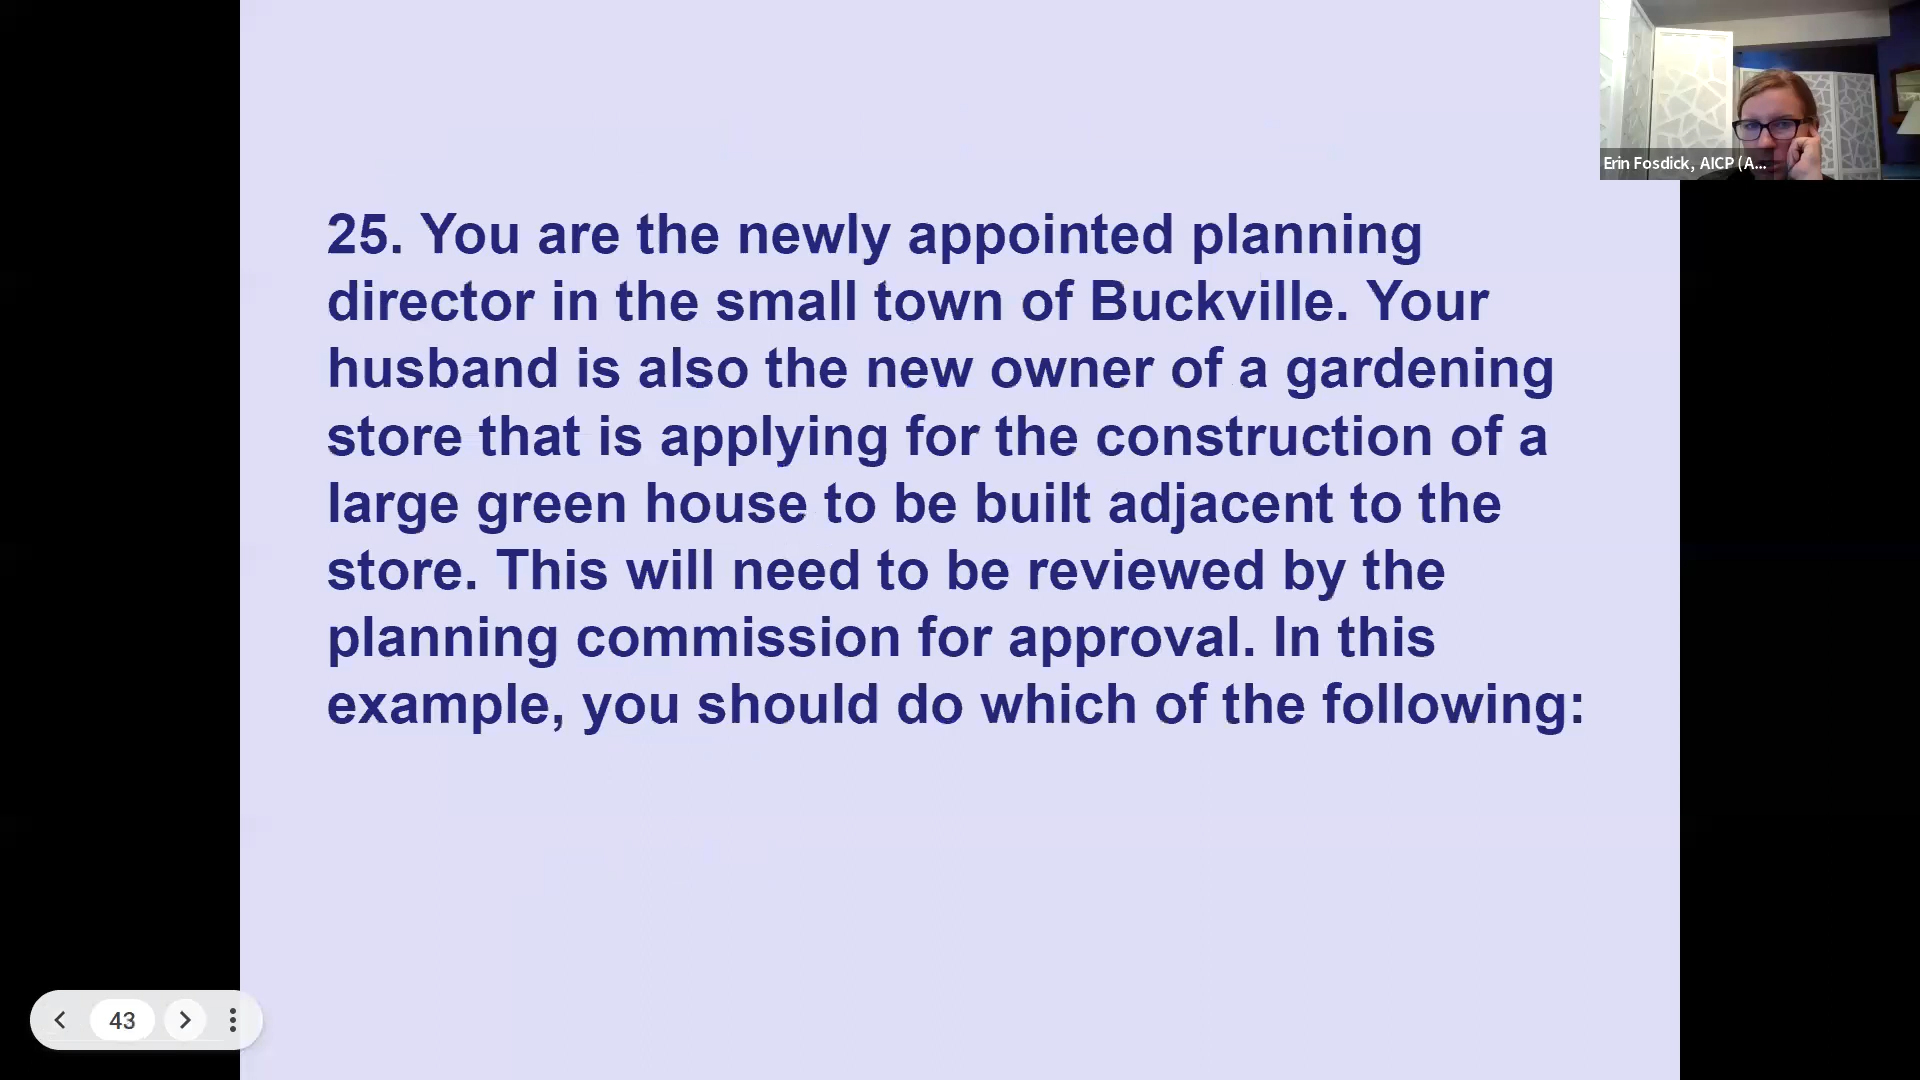 Erin Fosdick, AICP (A...
25. You are the newly appointed planning
director in the small town of Buckville. Your
husband is also the new owner of a gardening
store that is applying for the construction of a
large green house to be built adjacent to the
store. This will need to be reviewed by the
planning commission for approval. In this
example, you should do which of the following:
43